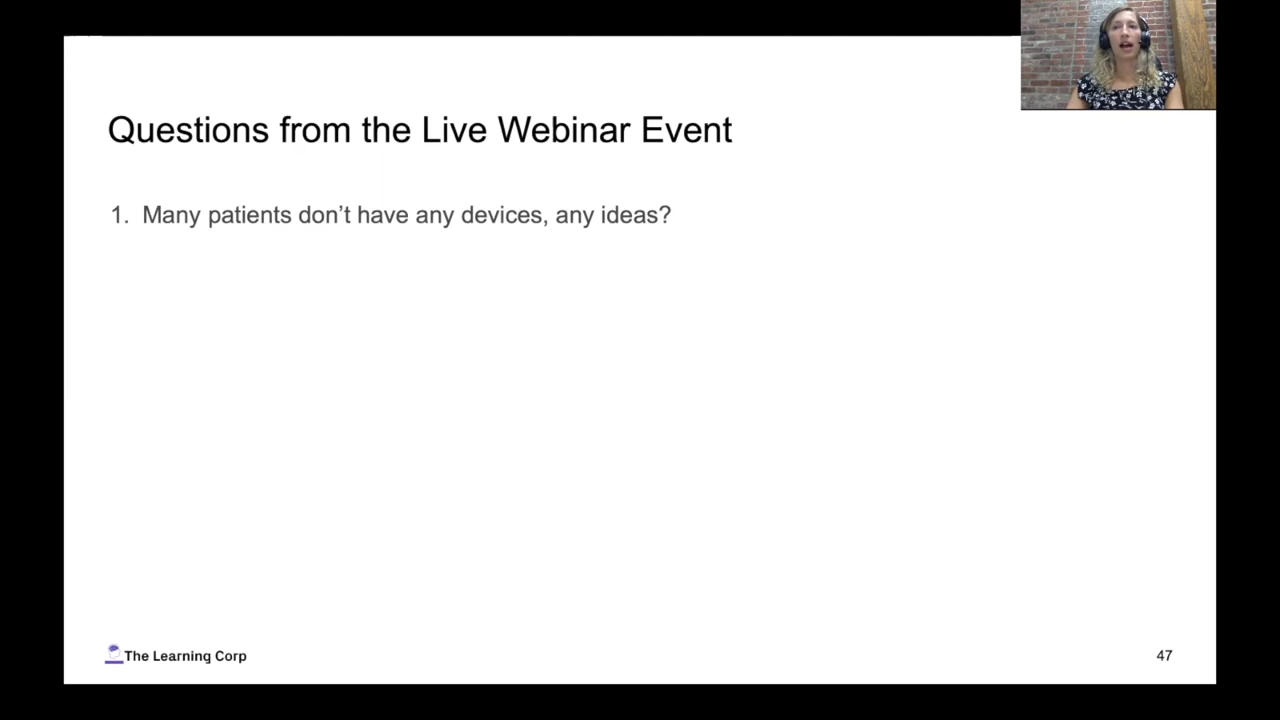 Questions from the Live Webinar Event
1. Many patients don’t have any devices, any ideas?
The Learning Corp
47